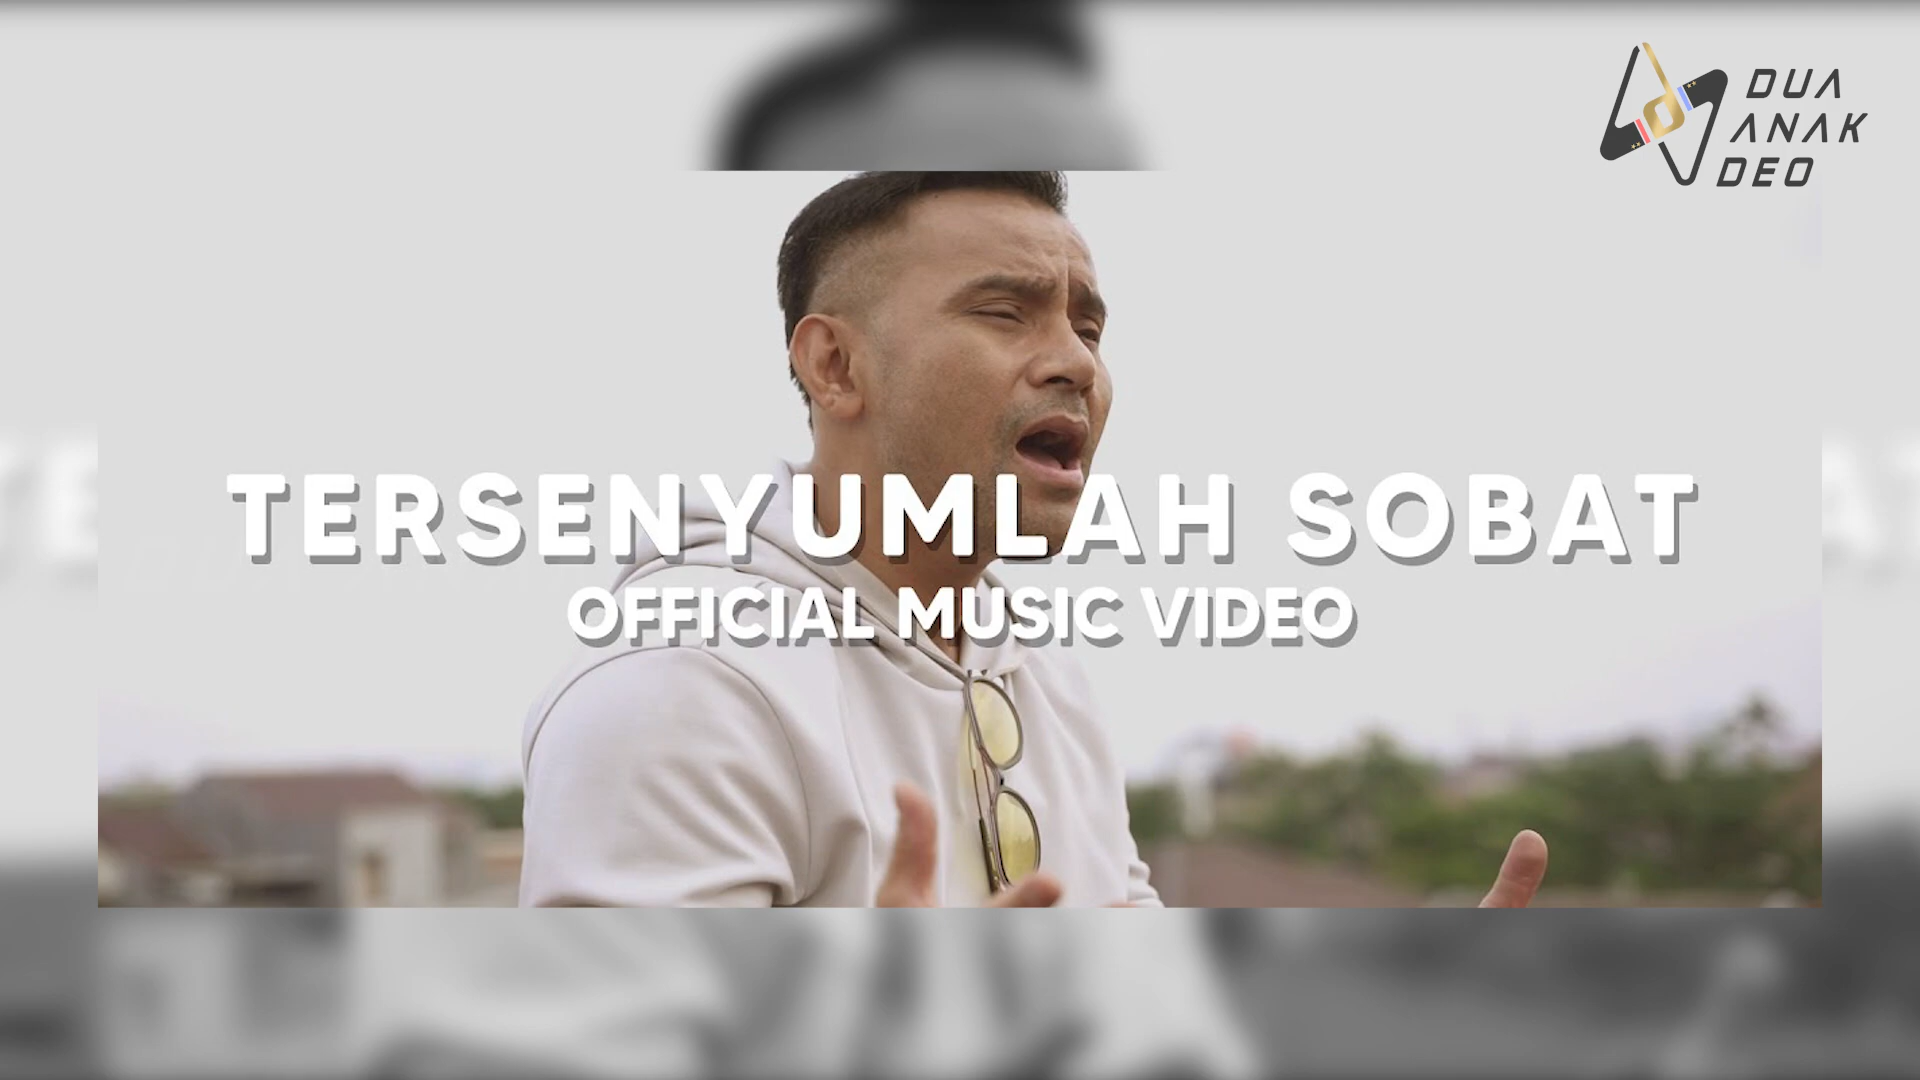 DUA
ANAK
DEO
TERSENYUMLAH SOBAT
OFFICIAL MUSIC VIDEO